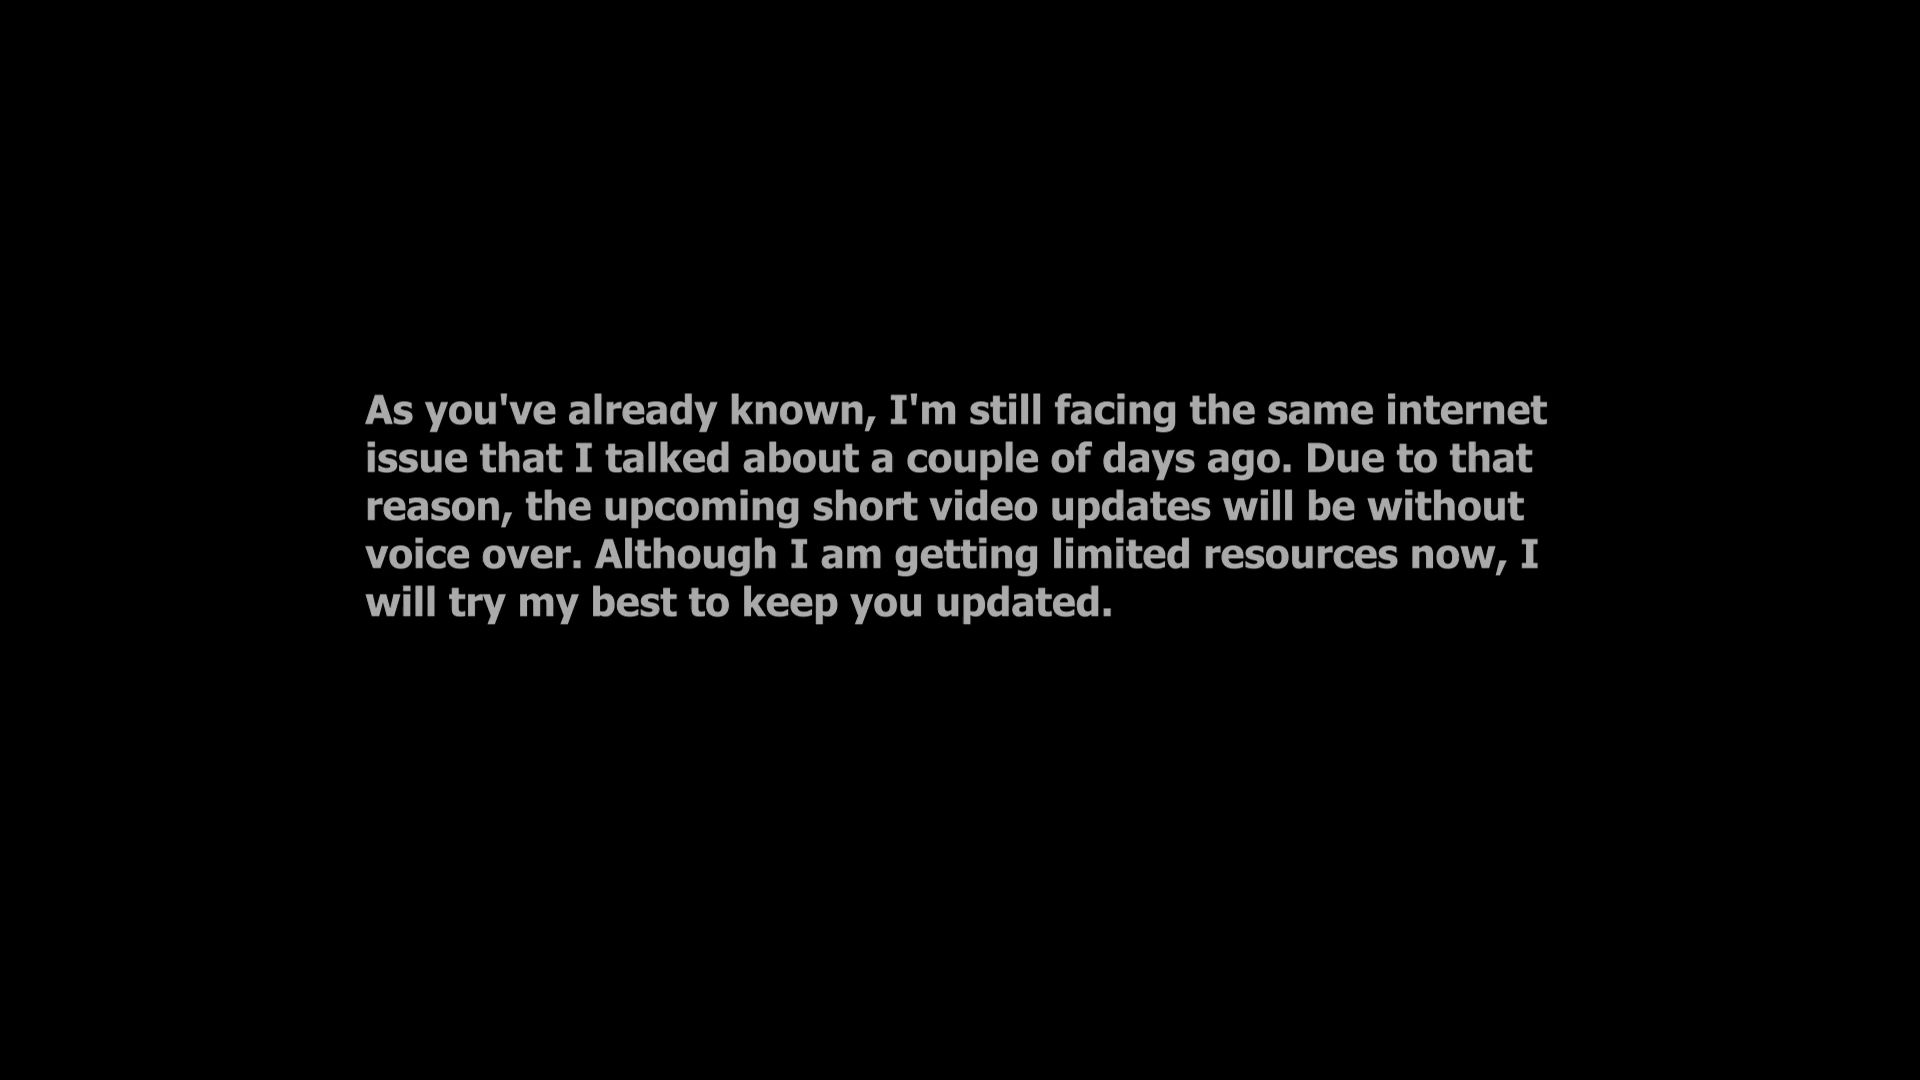 As you've already known, I'm still facing the same internet
issue that I talked about a couple of days ago. Due to that
reason, the upcoming short video updates will be without
voice over. Although I am getting limited resources now, I
will try my best to keep you updated.